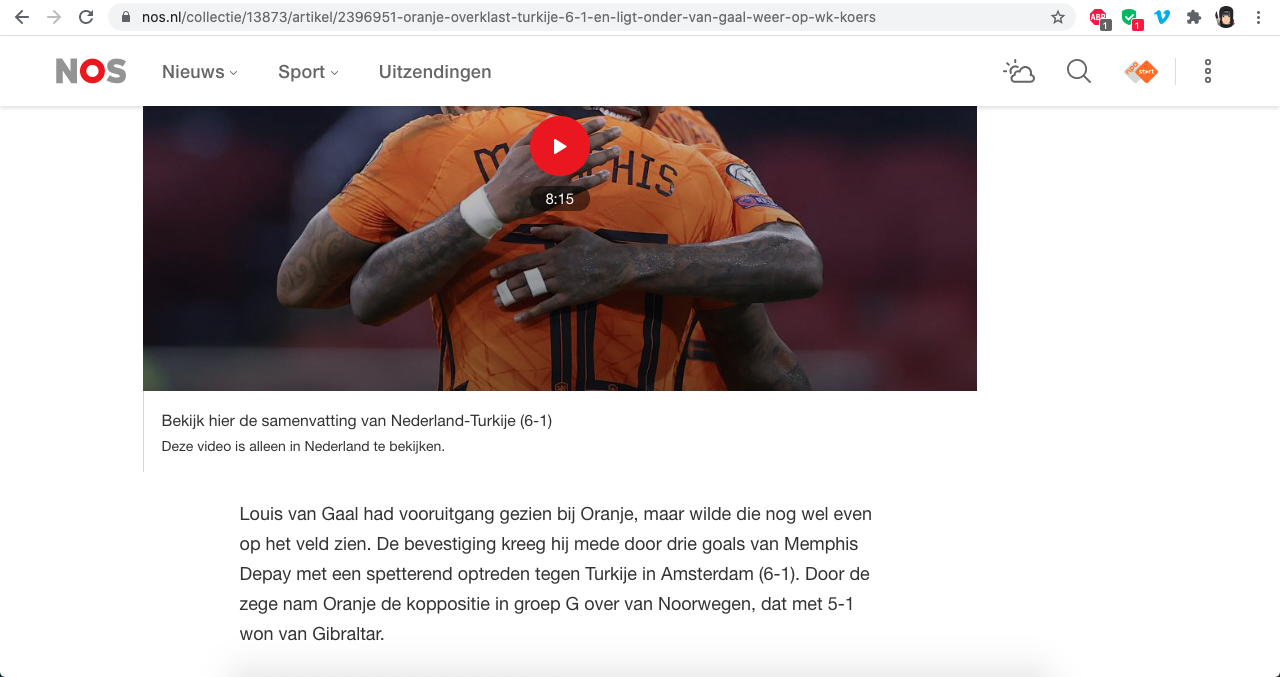 nos.nl/collectie/13873/artikel/2396951-oranje-overklast-turkije-6-1-en-ligt-onder-van-gaal-weer-op-wk-koers
ABP
1
1
NOS
Nieuws
Sport
Uitzendingen
npo
start
MEMPHIS
8:15
Bekijk hier de samenvatting van Nederland-Turkije (6-1)
Deze video is alleen in Nederland te bekijken.
Louis van Gaal had vooruitgang gezien bij Oranje, maar wilde die nog wel even
op het veld zien. De bevestiging kreeg hij mede door drie goals van Memphis
Depay met een spetterend optreden tegen Turkije in Amsterdam (6-1). Door de
zege nam Oranje de koppositie in groep G over van Noorwegen, dat met 5-1
won van Gibraltar.